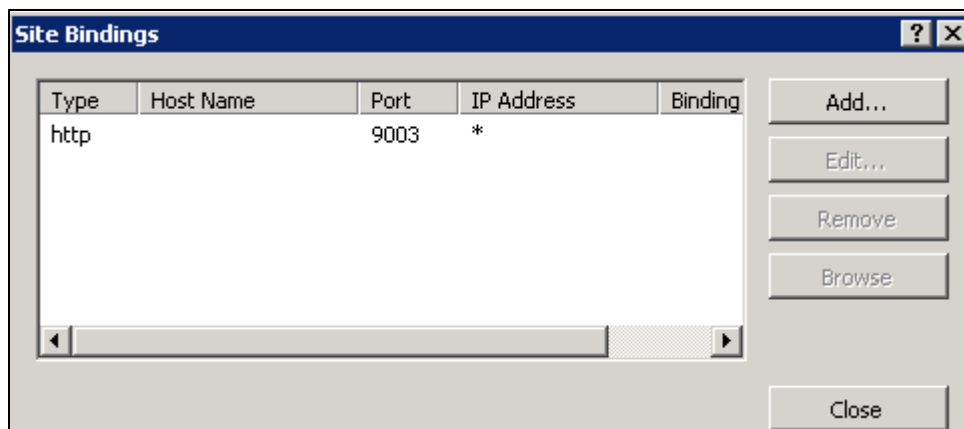 Site Bindings
Type Host Name Port IP Address Binding
http 9003 *
Add...
Edit...
Remove
Browse
Close